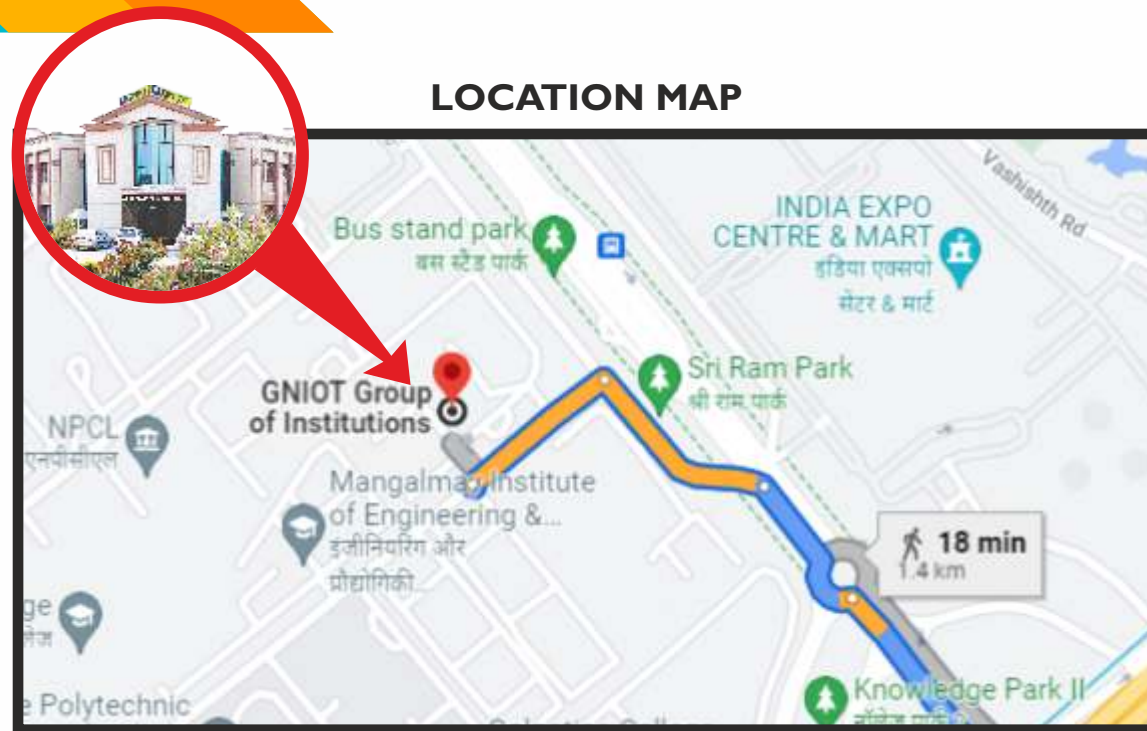 LOCATION MAP
Vashishth Rd
INDIA EXPO
CENTRE & MART
इंडिया एक्सपो
सेंटर & मार्ट
Bus stand park
बस स्टैंड पार्क
Sri Ram Park
श्री राम पार्क
GNIOT Group
of Institutions
NPCL
एनपीसीएल
Mangalmay Institute
of Engineering &...
इंजीनियरिंग और
प्रौद्योगिकी...
18 min
1.4 km
ge
Knowledge Park II
e Polytechnic